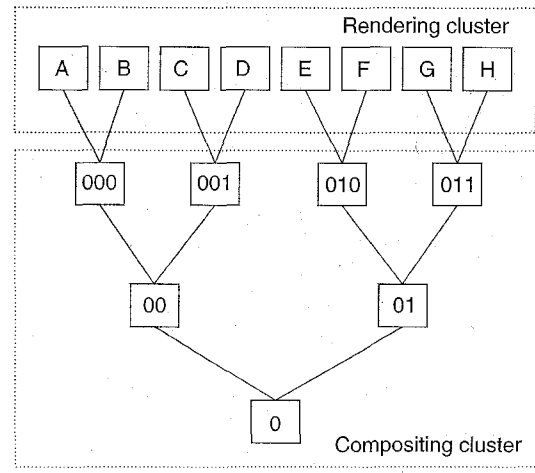 Rendering cluster
A B C D E F G H
000 001 010 011
00 01
0
Compositing cluster